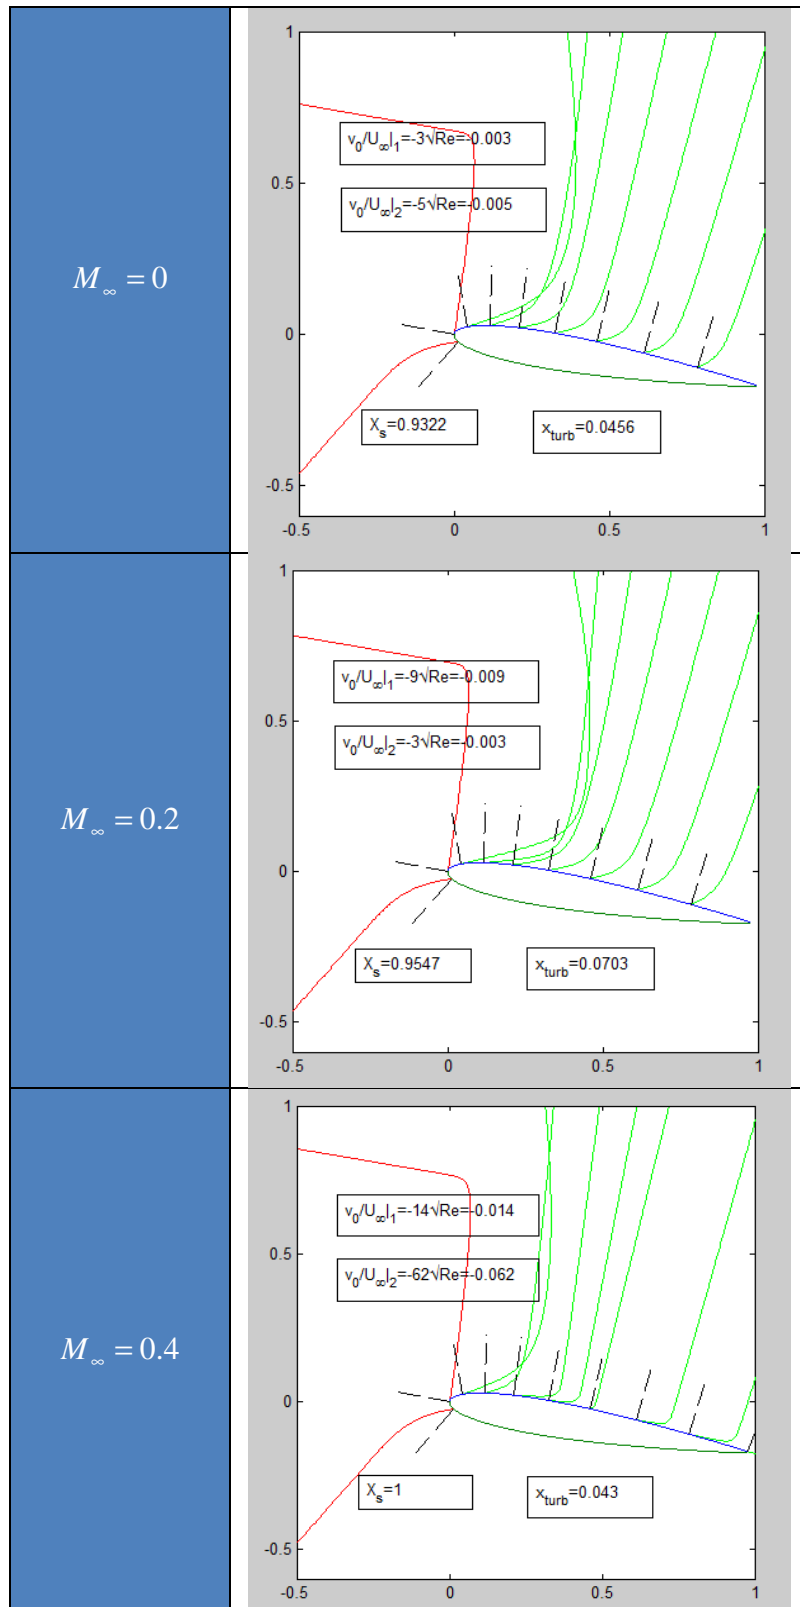 M∞ = 0
1
0.5
0
-0.5
-0.5 0 0.5 1
v₀/U∞|₁=-3√Re=-0.003
v₀/U∞|₂=-5√Re=-0.005
Xₛ=0.9322
x_turb=0.0456
M∞ = 0.2
1
0.5
0
-0.5
-0.5 0 0.5 1
v₀/U∞|₁=-9√Re=-0.009
v₀/U∞|₂=-3√Re=-0.003
Xₛ=0.9547
x_turb=0.0703
M∞ = 0.4
1
0.5
0
-0.5
-0.5 0 0.5 1
v₀/U∞|₁=-14√Re=-0.014
v₀/U∞|₂=-62√Re=-0.062
Xₛ=1
x_turb=0.043